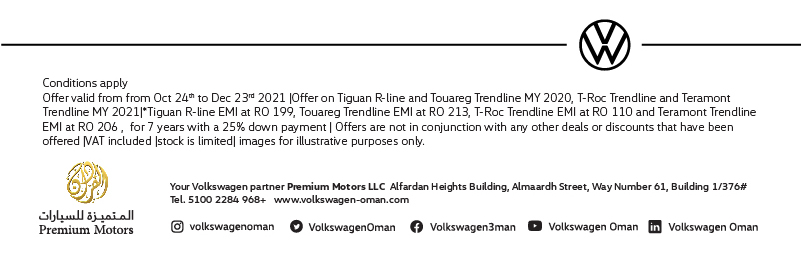 Conditions apply
Offer valid from from Oct 24th to Dec 23rd 2021 |Offer on Tiguan R-line and Touareg Trendline MY 2020, T-Roc Trendline and Teramont
Trendline MY 2021|*Tiguan R-line EMI at RO 199, Touareg Trendline EMI at RO 213, T-Roc Trendline EMI at RO 110 and Teramont Trendline
EMI at RO 206 , for 7 years with a 25% down payment | Offers are not in conjunction with any other deals or discounts that have been
offered |VAT included |stock is limited| images for illustrative purposes only.
المتميزة للسيارات
Premium Motors
Your Volkswagen partner Premium Motors LLC Alfardan Heights Building, Almaardh Street, Way Number 61, Building 1/376#
Tel. 5100 2284 968+ www.volkswagen-oman.com
volkswagenoman VolkswagenOman Volkswagen3man Volkswagen Oman Volkswagen Oman